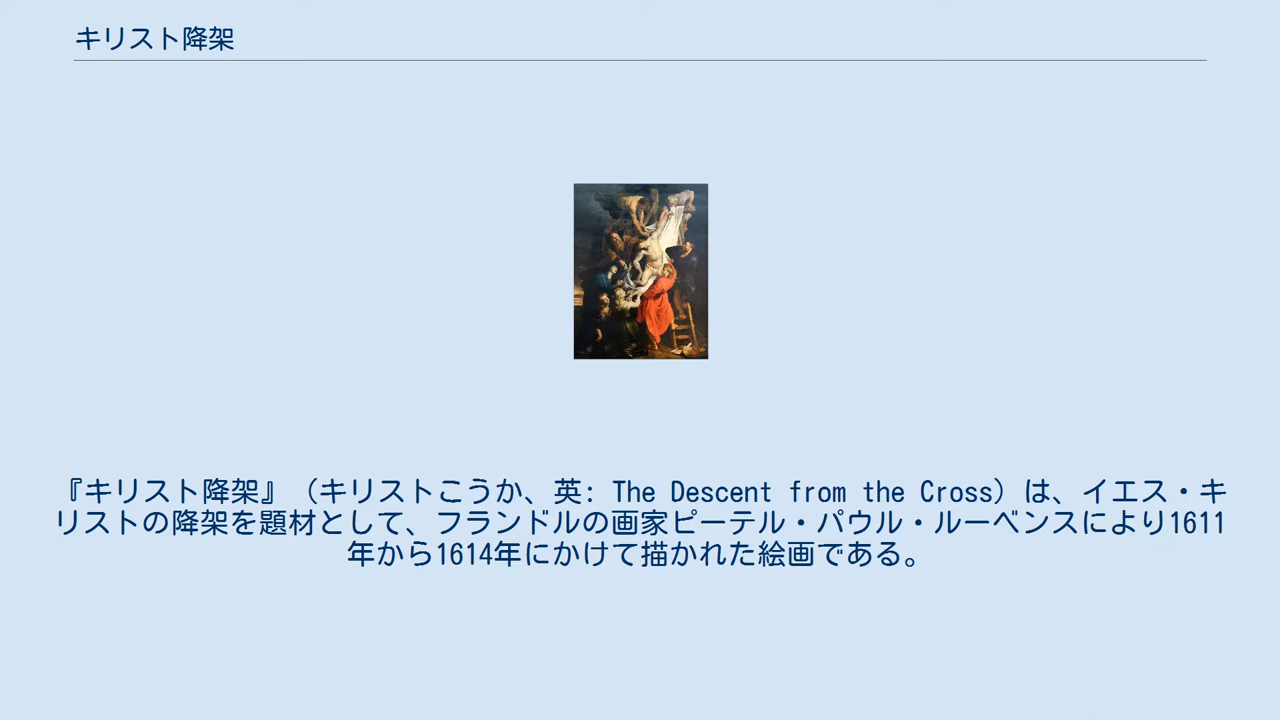 キリスト降架
『キリスト降架』（キリストこうか、英: The Descent from the Cross）は、イエス・キ
リストの降架を題材として、フランドルの画家ピーテル・パウル・ルーベンスにより1611
年から1614年にかけて描かれた絵画である。